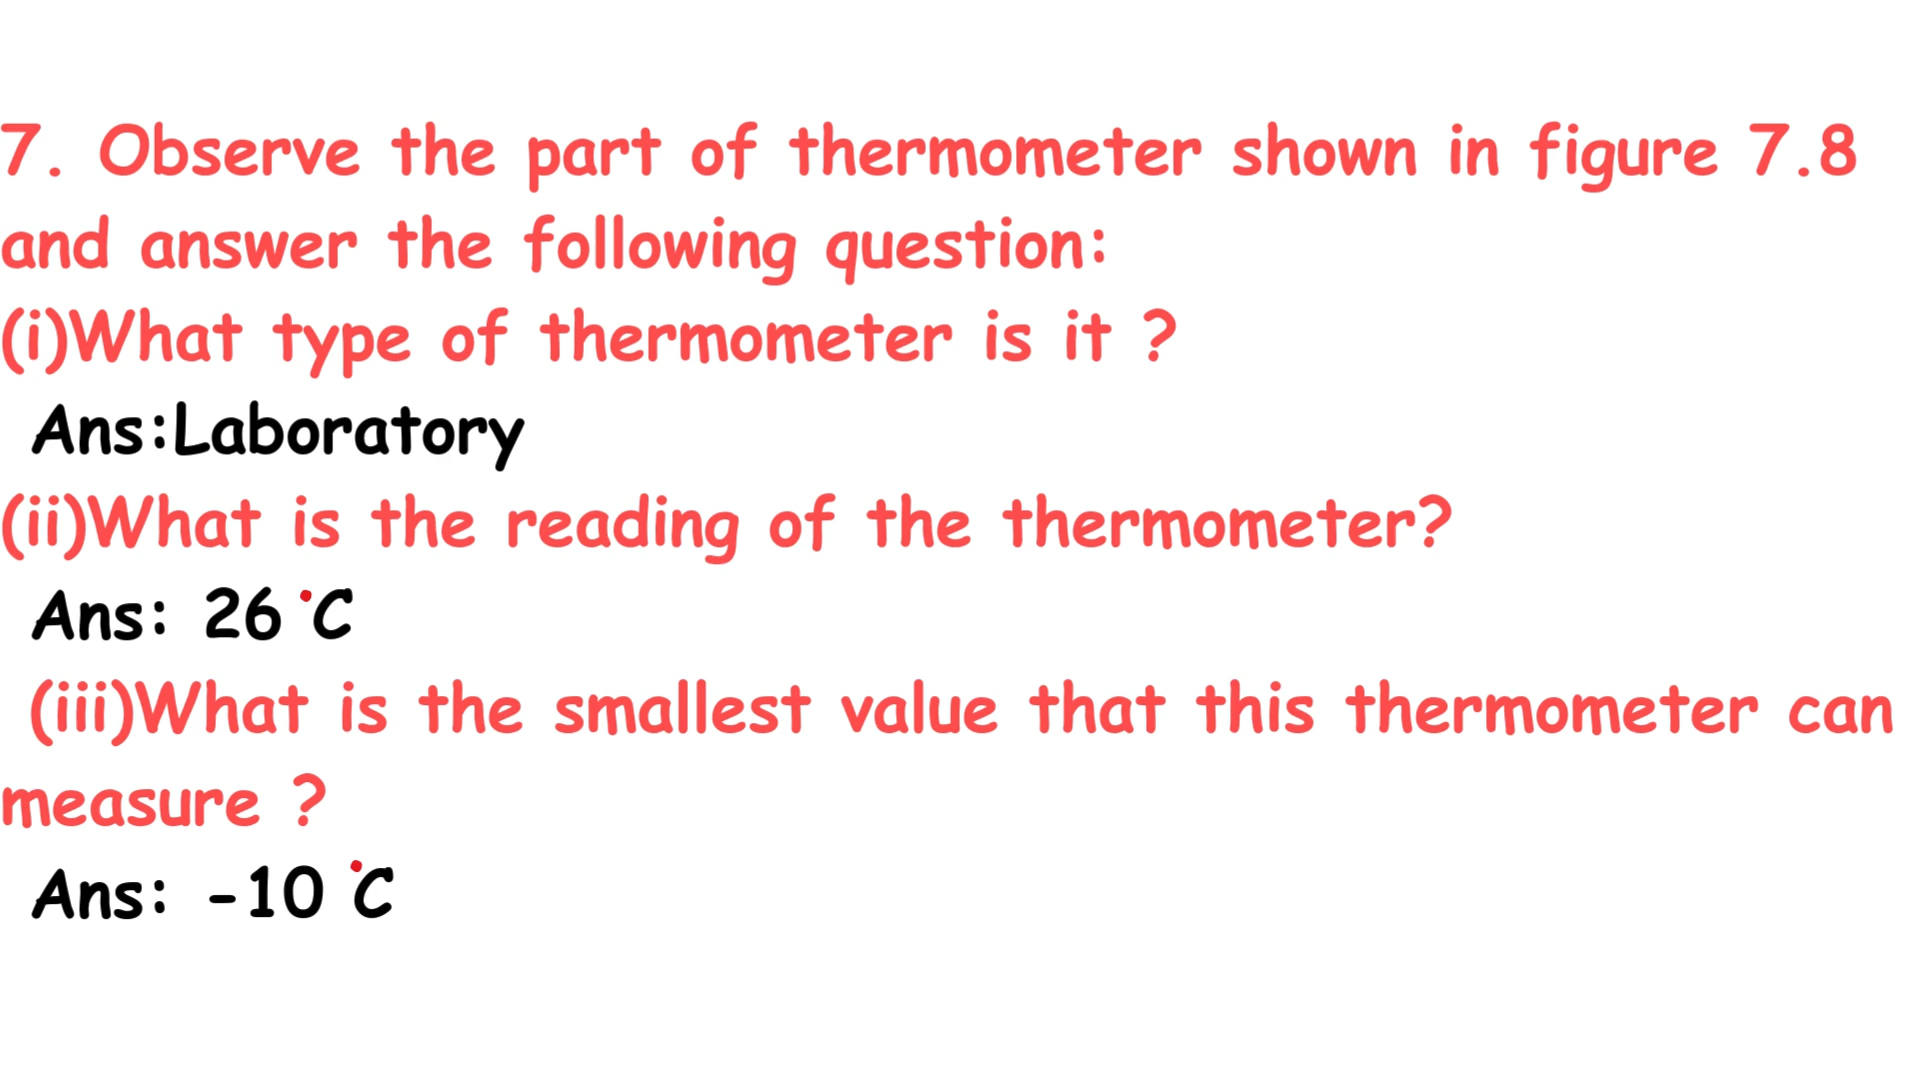 7. Observe the part of thermometer shown in figure 7.8
and answer the following question:
(i)What type of thermometer is it ?
Ans:Laboratory
(ii)What is the reading of the thermometer?
Ans: 26 °C
(iii)What is the smallest value that this thermometer can
measure ?
Ans: -10 °C